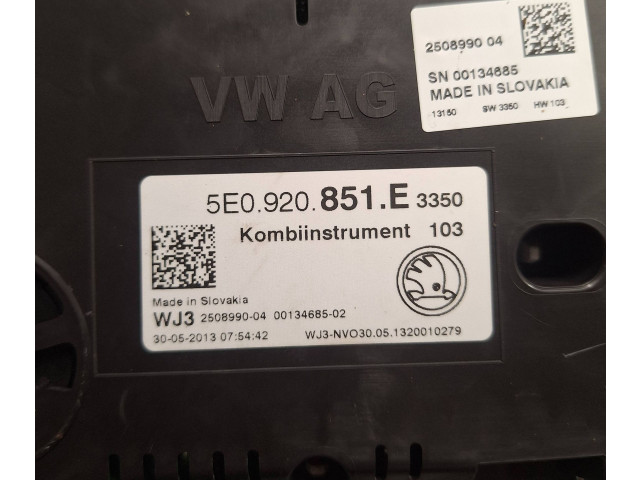 2508990 04
SN 00134685
MADE IN SLOVAKIA
13150 SW 3350 HW 103
VW AG
5E0.920.851.E 3350
Kombiinstrument 103
Made in Slovakia
WJ3 2508990-04 00134685-02
30-05-2013 07:54:42 WJ3-NVO30.05.1320010279